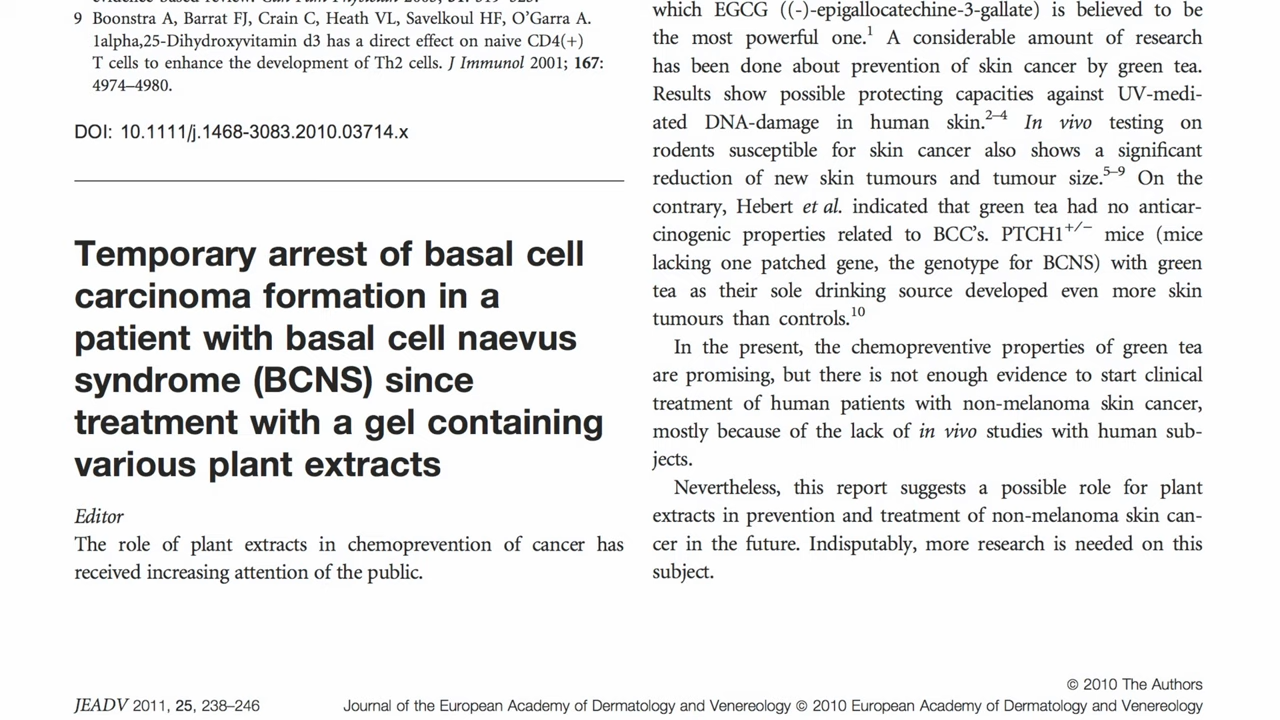 9 Boonstra A, Barrat FJ, Crain C, Heath VL, Savelkoul HF, O’Garra A.
1alpha,25-Dihydroxyvitamin d3 has a direct effect on naive CD4(+)
T cells to enhance the development of Th2 cells. J Immunol 2001; 167:
4974–4980.
DOI: 10.1111/j.1468-3083.2010.03714.x
Temporary arrest of basal cell
carcinoma formation in a
patient with basal cell naevus
syndrome (BCNS) since
treatment with a gel containing
various plant extracts
Editor
The role of plant extracts in chemoprevention of cancer has
received increasing attention of the public.
which EGCG ((-)-epigallocatechine-3-gallate) is believed to be
the most powerful one.1 A considerable amount of research
has been done about prevention of skin cancer by green tea.
Results show possible protecting capacities against UV-medi-
ated DNA-damage in human skin.2–4 In vivo testing on
rodents susceptible for skin cancer also shows a significant
reduction of new skin tumours and tumour size.5–9 On the
contrary, Hebert et al. indicated that green tea had no anticar-
cinogenic properties related to BCC’s. PTCH1+/− mice (mice
lacking one patched gene, the genotype for BCNS) with green
tea as their sole drinking source developed even more skin
tumours than controls.10
In the present, the chemopreventive properties of green tea
are promising, but there is not enough evidence to start clinical
treatment of human patients with non-melanoma skin cancer,
mostly because of the lack of in vivo studies with human sub-
jects.
Nevertheless, this report suggests a possible role for plant
extracts in prevention and treatment of non-melanoma skin can-
cer in the future. Indisputably, more research is needed on this
subject.
© 2010 The Authors
JEADV 2011, 25, 238–246
Journal of the European Academy of Dermatology and Venereology © 2010 European Academy of Dermatology and Venereology